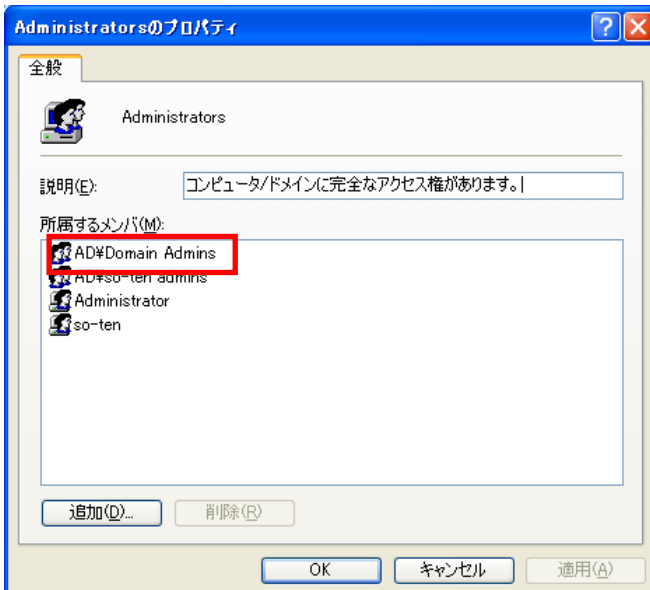 Administratorsのプロパティ
全般
Administrators
説明(E):
コンピュータ/ドメインに完全なアクセス権があります。
所属するメンバ(M):
AD¥Domain Admins
AD¥so-ten admins
Administrator
so-ten
追加(D)...
削除(R)
OK
キャンセル
適用(A)